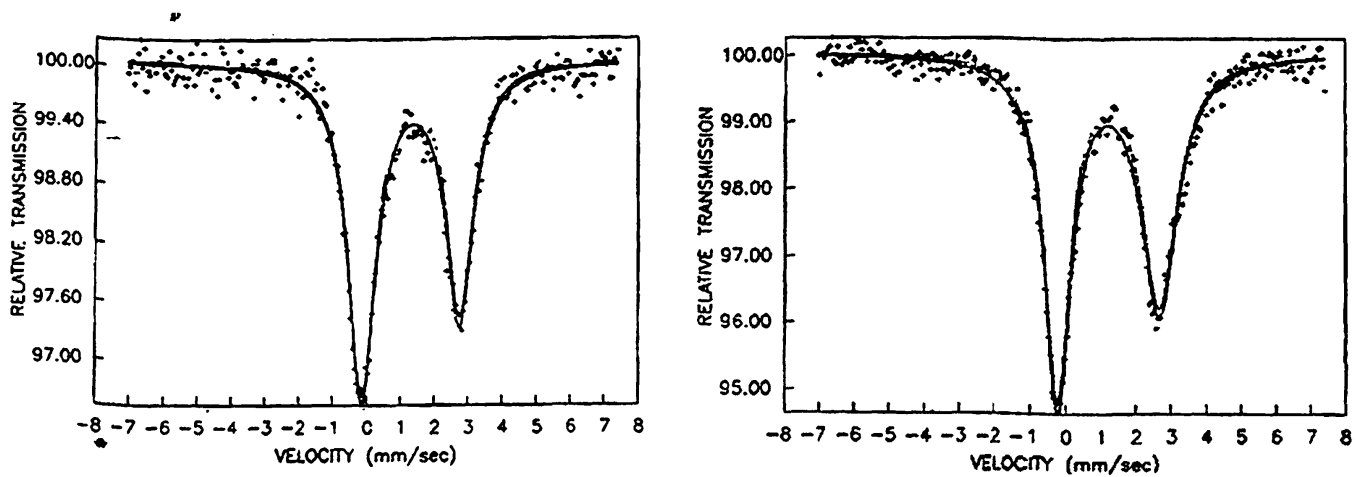 100.00
99.40
98.80
98.20
97.60
97.00
RELATIVE TRANSMISSION
-8 -7 -6 -5 -4 -3 -2 -1 0 1 2 3 4 5 6 7 8
VELOCITY (mm/sec)
100.00
99.00
98.00
97.00
96.00
95.00
RELATIVE TRANSMISSION
-8 -7 -6 -5 -4 -3 -2 -1 0 1 2 3 4 5 6 7 8
VELOCITY (mm/sec)